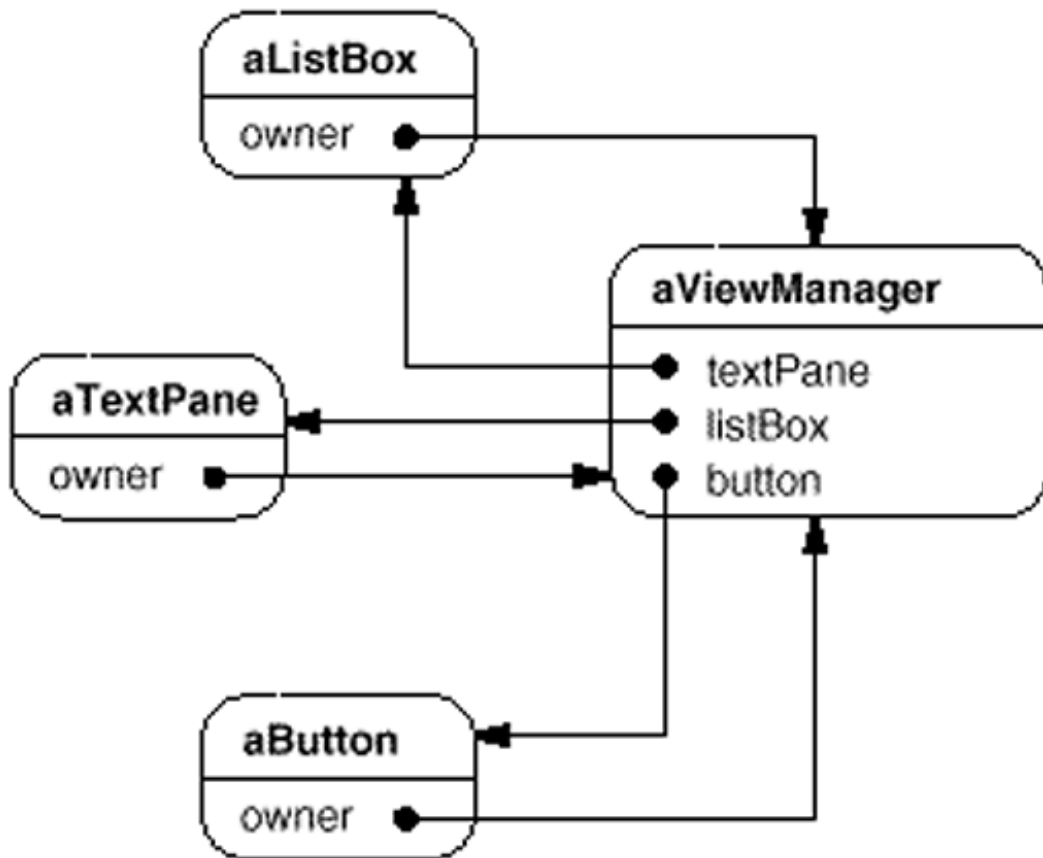 aListBox
owner
aViewManager
textPane
listBox
button
aTextPane
owner
aButton
owner